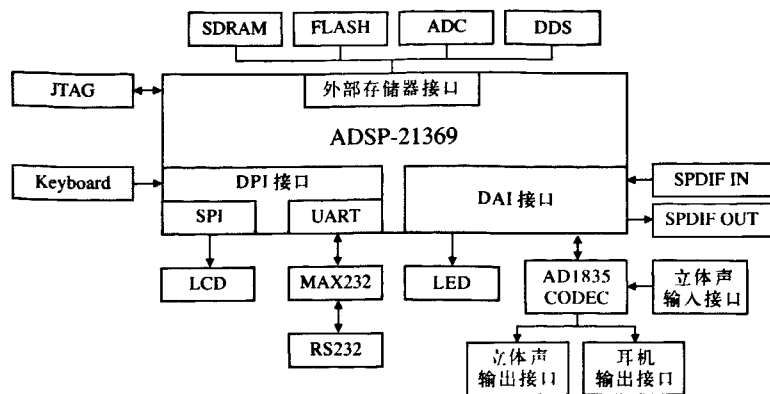 SDRAM
FLASH
ADC
DDS
JTAG
外部存储器接口
ADSP-21369
Keyboard
DPI 接口
DAI 接口
SPDIF IN
SPI
UART
SPDIF OUT
LCD
MAX232
LED
AD1835
CODEC
立体声
输入接口
RS232
立体声
输出接口
耳机
输出接口